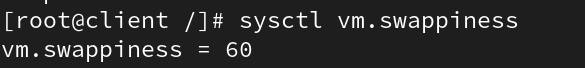 [root@client /]# sysctl vm.swappiness
vm.swappiness = 60